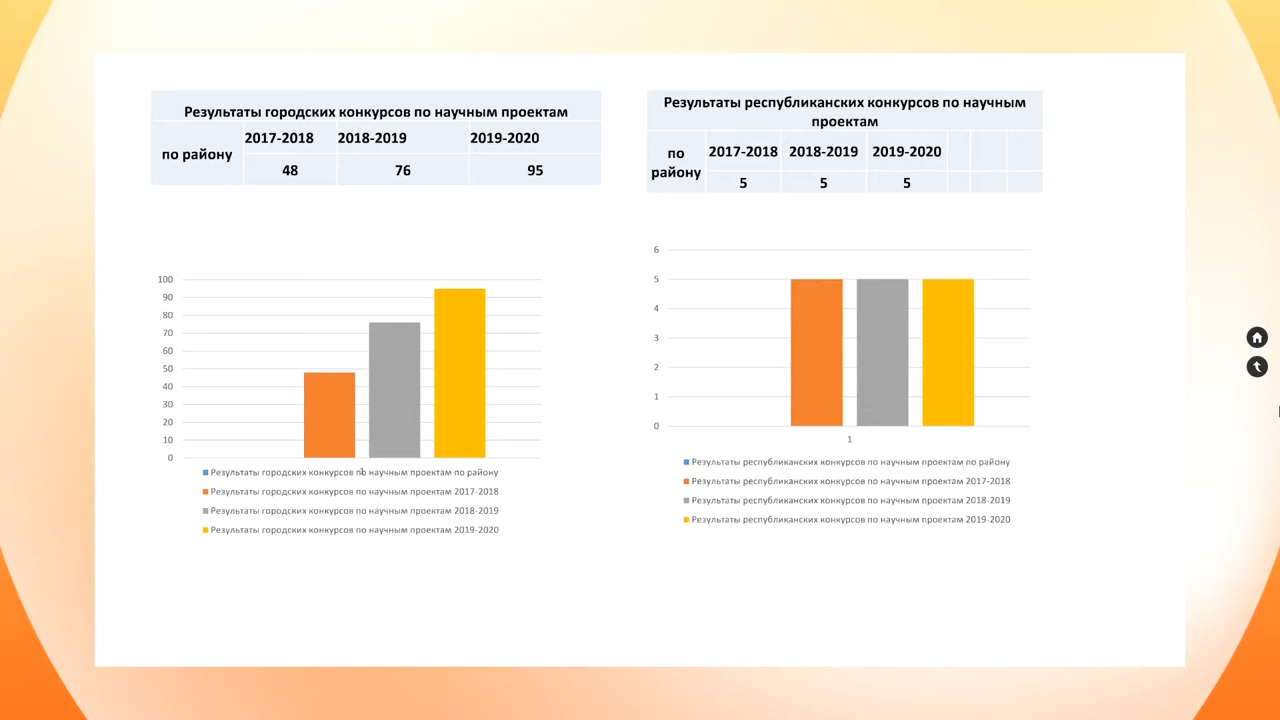 Результаты городских конкурсов по научным проектам
по району
2017-2018 2018-2019 2019-2020
48 76 95
Результаты республиканских конкурсов по научным
проектам
по
району
2017-2018 2018-2019 2019-2020
5 5 5
100
90
80
70
60
50
40
30
20
10
0
1
Результаты городских конкурсов по научным проектам по району
Результаты городских конкурсов по научным проектам 2017-2018
Результаты городских конкурсов по научным проектам 2018-2019
Результаты городских конкурсов по научным проектам 2019-2020
6
5
4
3
2
1
0
1
Результаты республиканских конкурсов по научным проектам по району
Результаты республиканских конкурсов по научным проектам 2017-2018
Результаты республиканских конкурсов по научным проектам 2018-2019
Результаты республиканских конкурсов по научным проектам 2019-2020